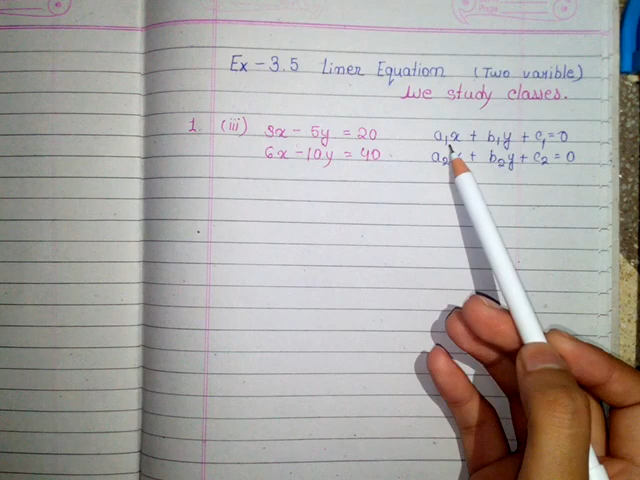 Ex - 3.5 Liner Equation (Two varible)
We study classes.
1. (iii) 3x - 5y = 20 a₁x + b₁y + c₁ = 0
6x - 10y = 40. a₂x + b₂y + c₂ = 0
Page